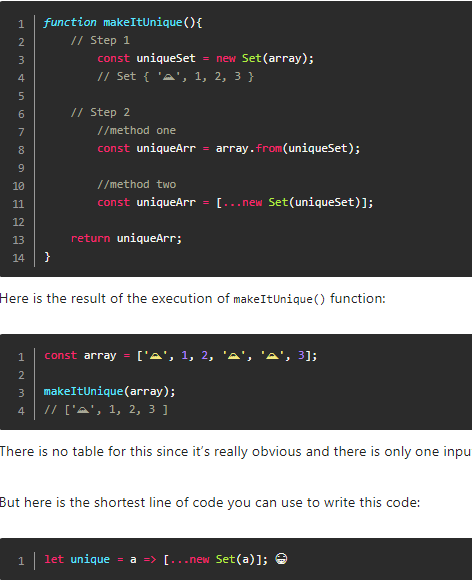 1 function makeItUnique(){
2 // Step 1
3 const uniqueSet = new Set(array);
4 // Set { '', 1, 2, 3 }
5
6 // Step 2
7 //method one
8 const uniqueArr = array.from(uniqueSet);
9
10 //method two
11 const uniqueArr = [...new Set(uniqueSet)];
12
13 return uniqueArr;
14 }
Here is the result of the execution of makeItUnique() function:
1 const array = ['', 1, 2, '', '', 3];
2
3 makeItUnique(array);
4 // ['', 1, 2, 3 ]
There is no table for this since it's really obvious and there is only one inpu
But here is the shortest line of code you can use to write this code:
1 let unique = a => [...new Set(a)];